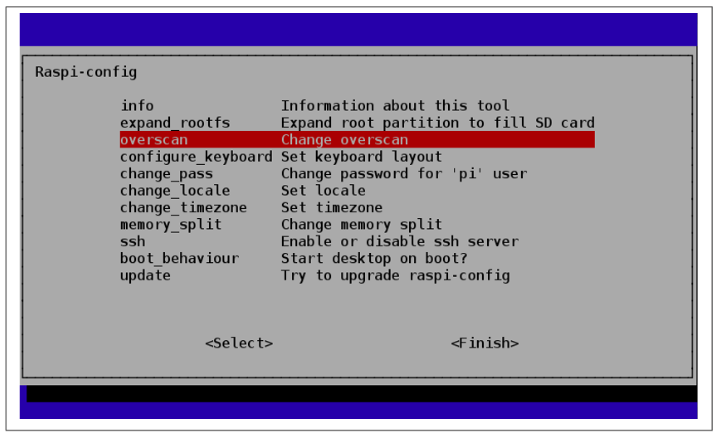 Raspi-config
info Information about this tool
expand_rootfs Expand root partition to fill SD card
overscan Change overscan
configure_keyboard Set keyboard layout
change_pass Change password for 'pi' user
change_locale Set locale
change_timezone Set timezone
memory_split Change memory split
ssh Enable or disable ssh server
boot_behaviour Start desktop on boot?
update Try to upgrade raspi-config
<Select> <Finish>